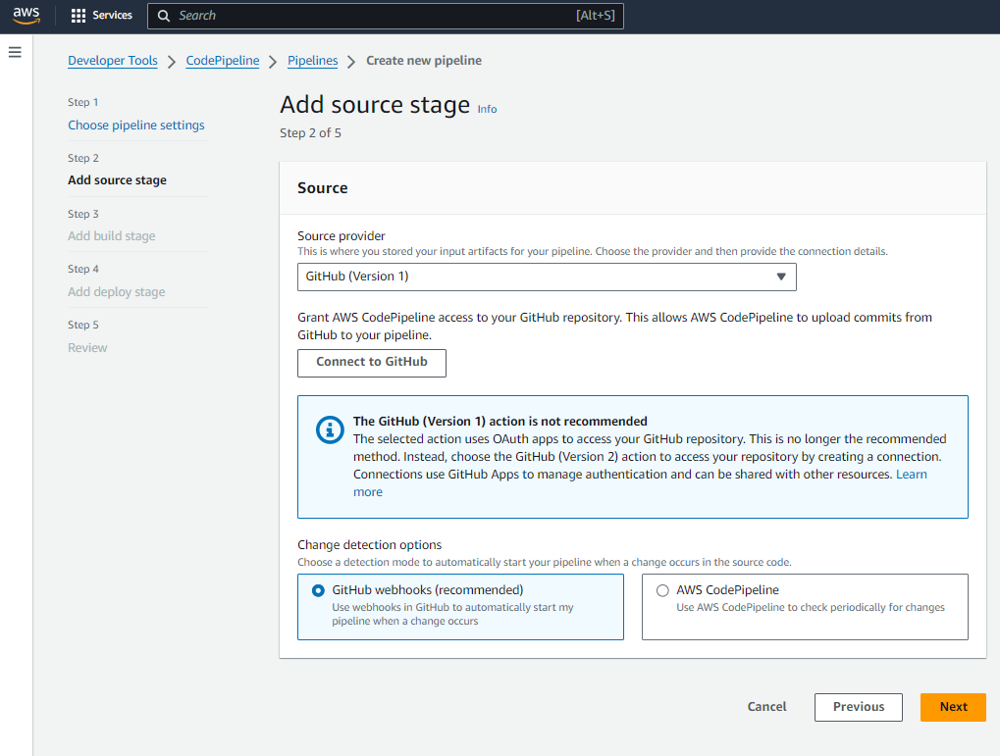 aws
Services
Search
[Alt+S]
Developer Tools
CodePipeline
Pipelines
Create new pipeline
Step 1
Choose pipeline settings
Step 2
Add source stage
Step 3
Add build stage
Step 4
Add deploy stage
Step 5
Review
Add source stage Info
Step 2 of 5
Source
Source provider
This is where you stored your input artifacts for your pipeline. Choose the provider and then provide the connection details.
GitHub (Version 1)
Grant AWS CodePipeline access to your GitHub repository. This allows AWS CodePipeline to upload commits from
GitHub to your pipeline.
Connect to GitHub
The GitHub (Version 1) action is not recommended
The selected action uses OAuth apps to access your GitHub repository. This is no longer the recommended
method. Instead, choose the GitHub (Version 2) action to access your repository by creating a connection.
Connections use GitHub Apps to manage authentication and can be shared with other resources. Learn
more
Change detection options
Choose a detection mode to automatically start your pipeline when a change occurs in the source code.
GitHub webhooks (recommended)
Use webhooks in GitHub to automatically start my
pipeline when a change occurs
AWS CodePipeline
Use AWS CodePipeline to check periodically for changes
Cancel
Previous
Next